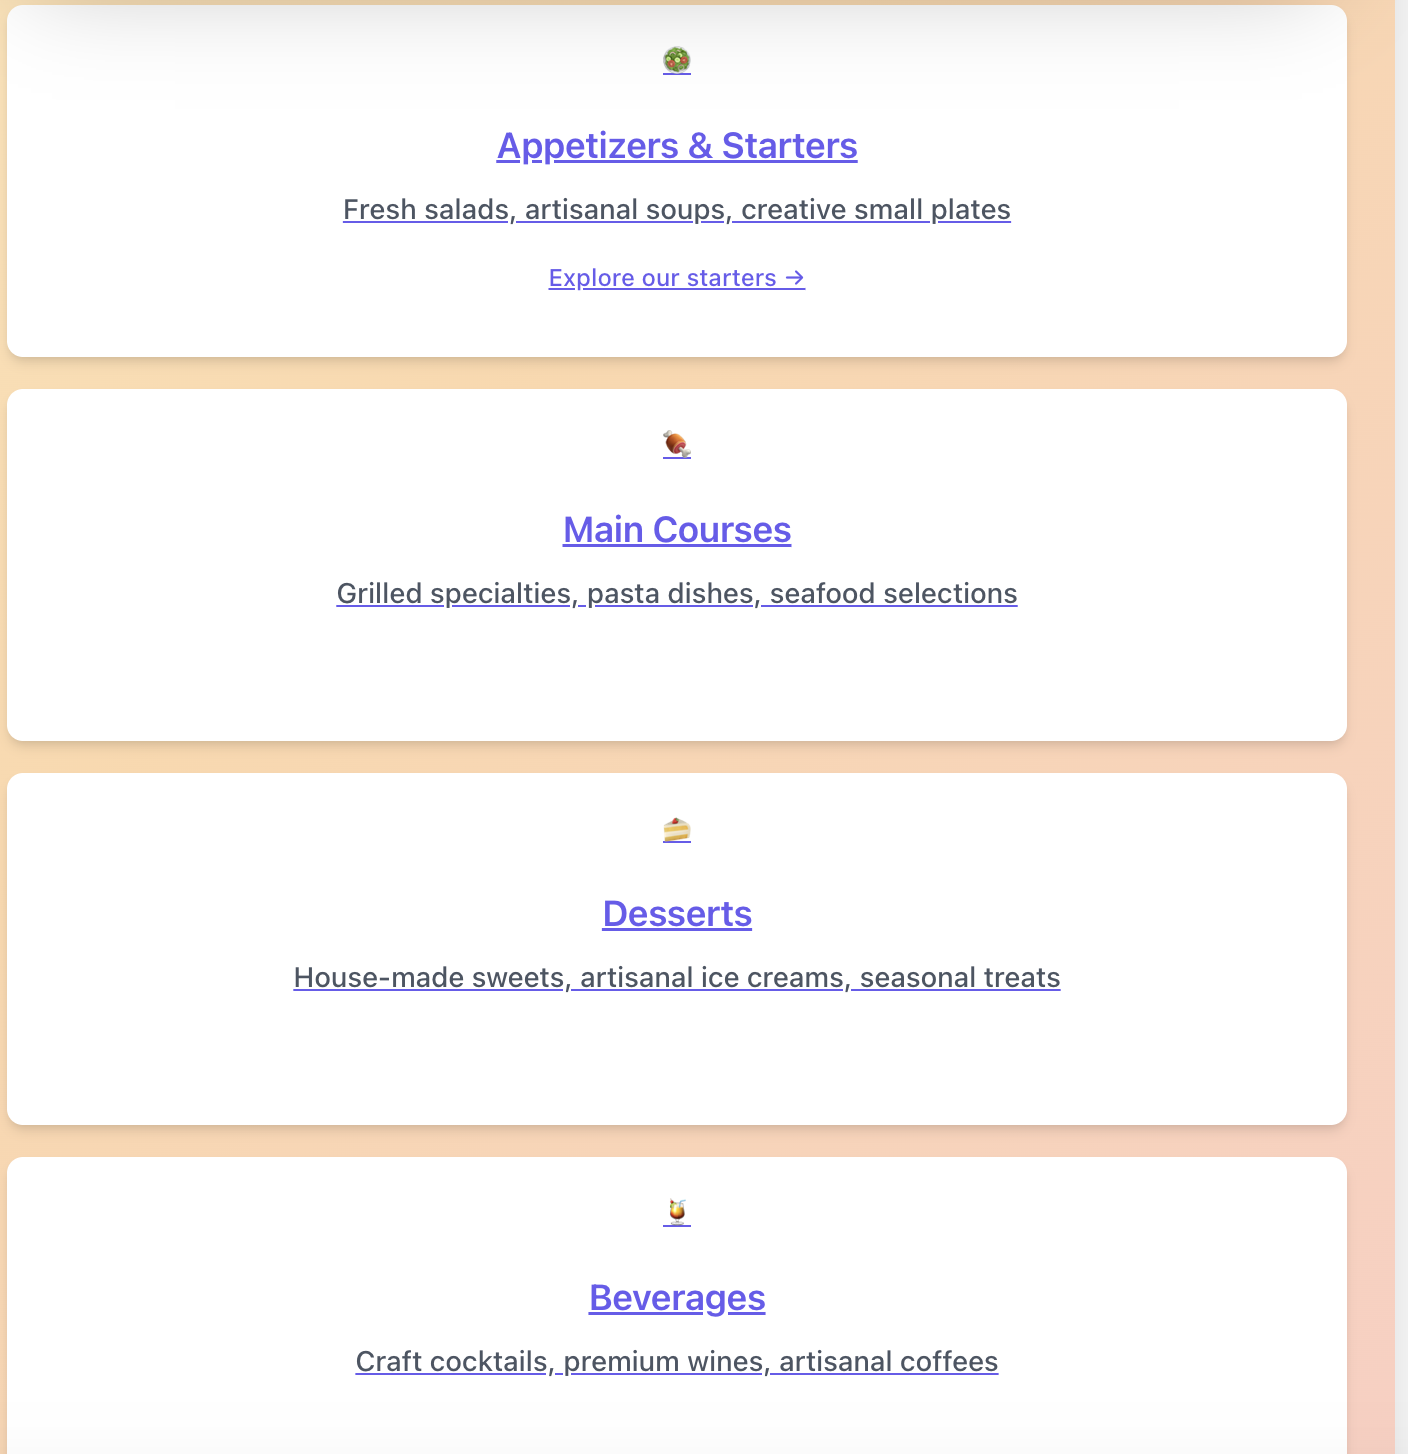 Appetizers & Starters
Fresh salads, artisanal soups, creative small plates
Explore our starters →
Main Courses
Grilled specialties, pasta dishes, seafood selections
Desserts
House-made sweets, artisanal ice creams, seasonal treats
Beverages
Craft cocktails, premium wines, artisanal coffees